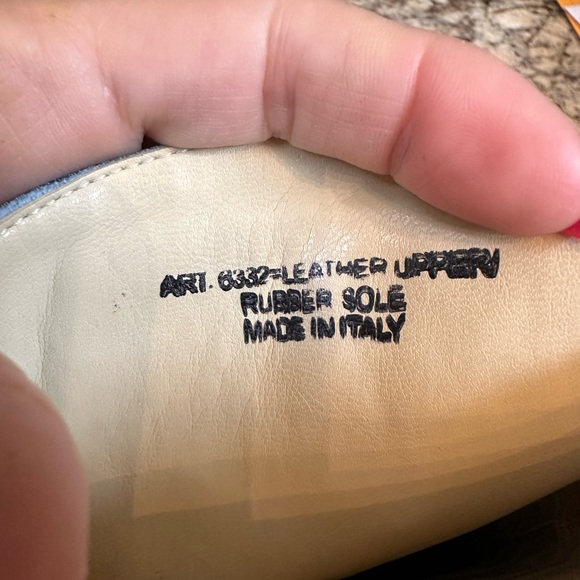 ART. 6332=LEATHER UPPER/
RUBBER SOLE
MADE IN ITALY